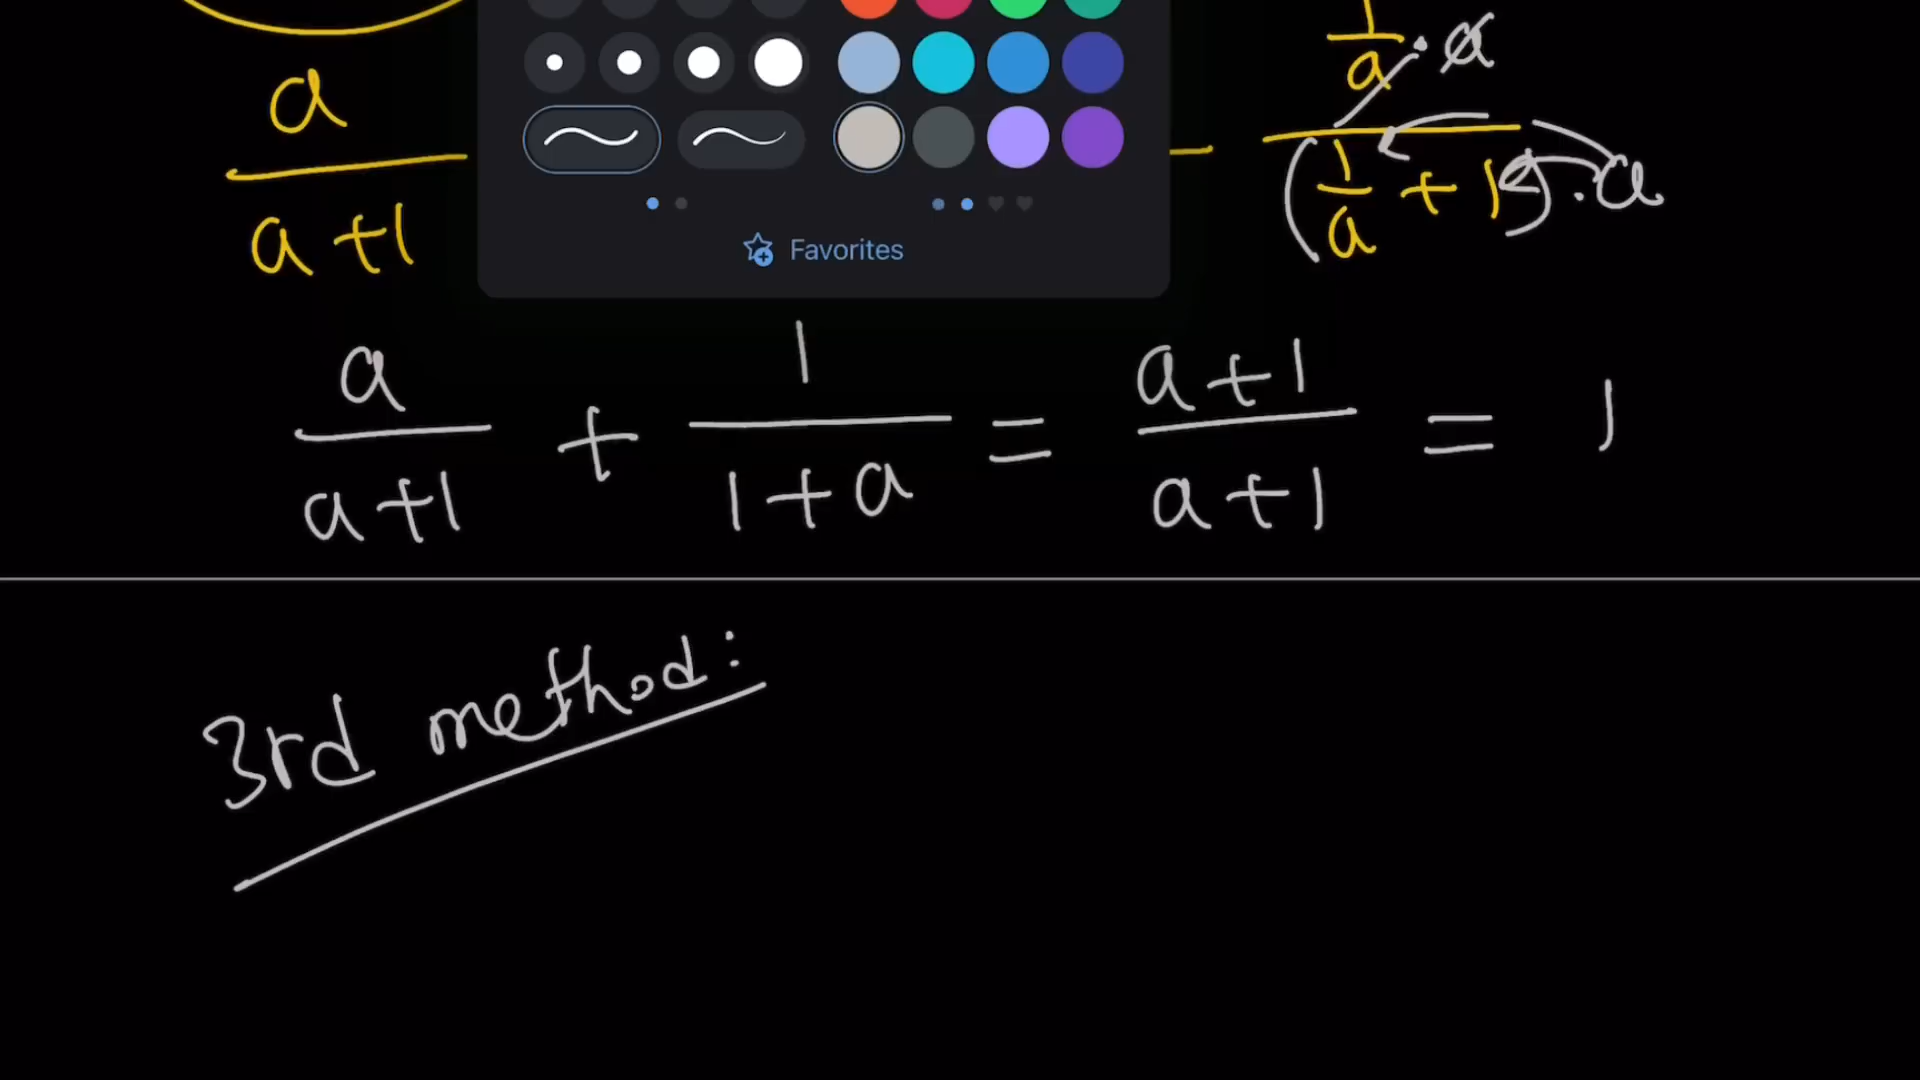 a/(a+1)
(1/a · a)/((1/a + 1) · a)
Favorites
a/(a+1) + 1/(1+a) = (a+1)/(a+1) = 1
3rd method: